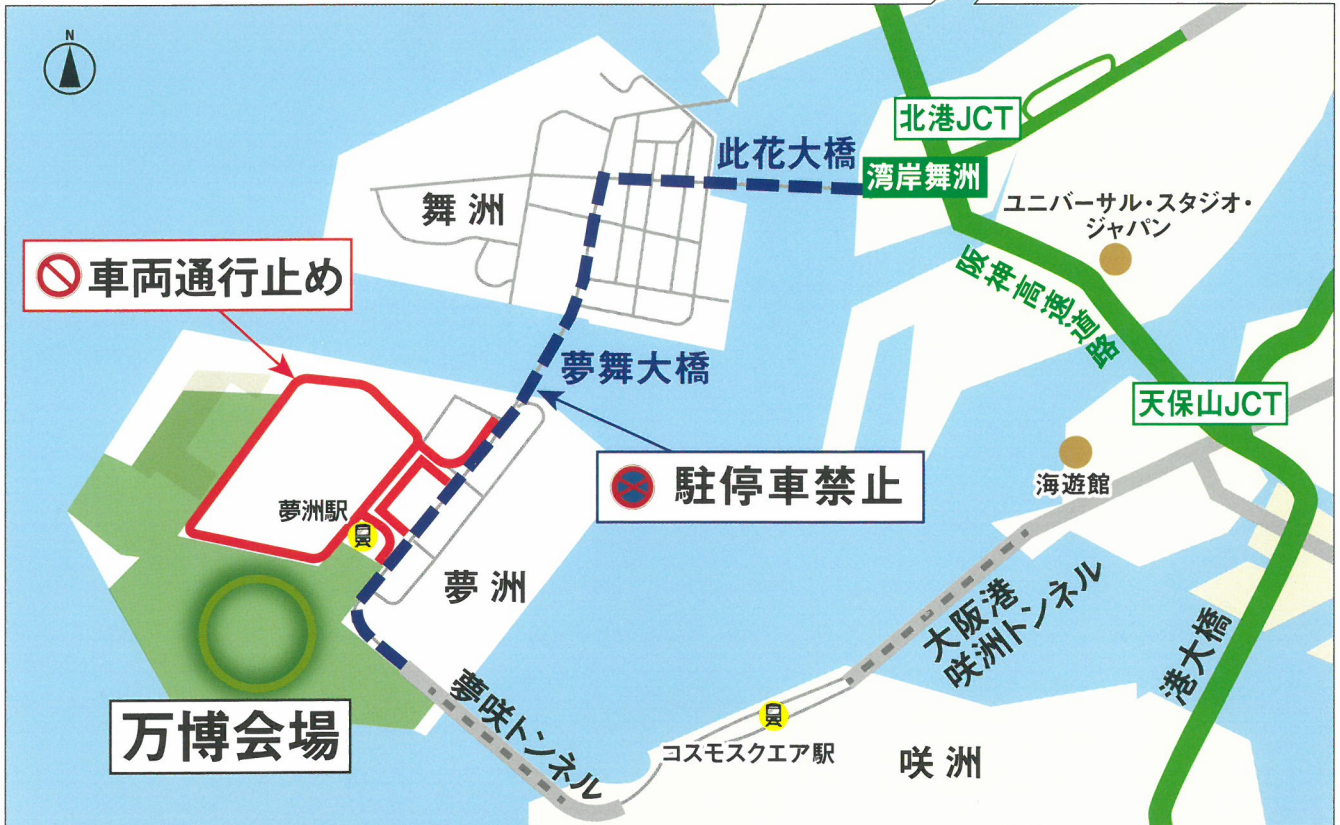 N
北港JCT
此花大橋
湾岸舞洲
舞洲
ユニバーサル・スタジオ・
ジャパン
車両通行止め
阪神高速道路
夢舞大橋
天保山JCT
駐停車禁止
海遊館
夢洲駅
夢洲
大阪港
咲洲トンネル
港大橋
夢咲トンネル
万博会場
コスモスクエア駅
咲洲